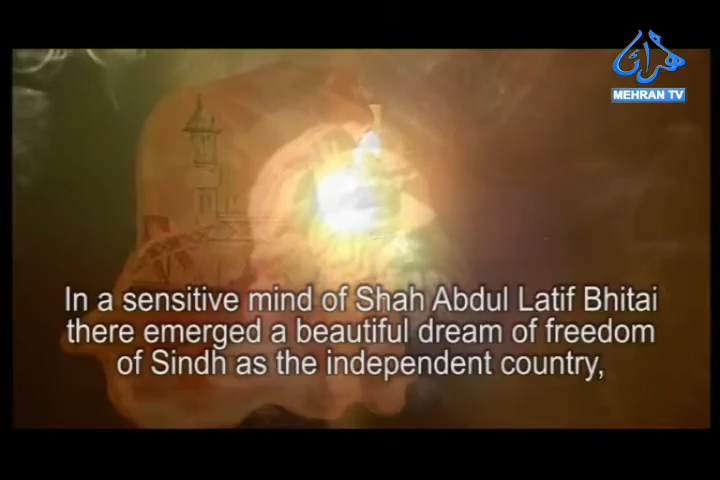 مهراڻ
MEHRAN TV
In a sensitive mind of Shah Abdul Latif Bhitai
there emerged a beautiful dream of freedom
of Sindh as the independent country,